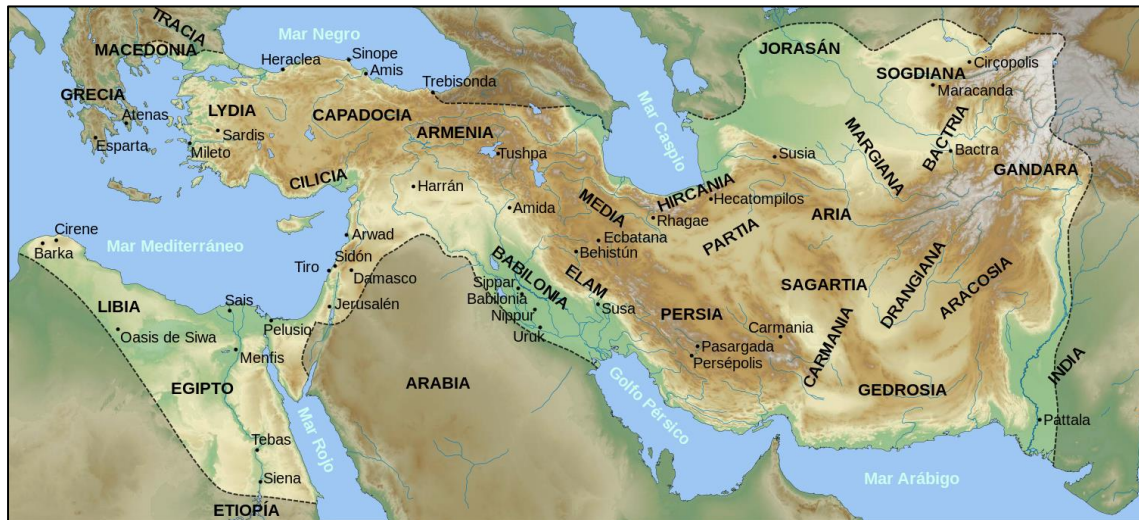 TRACIA
MACEDONIA
Mar Negro
Sinope
Heraclea
Amis
Trebisonda
GRECIA
Atenas
Esparta
LYDIA
Sardis
Mileto
CAPADOCIA
ARMENIA
Tushpa
CILICIA
Harrán
Amida
Mar Caspio
JORASÁN
SOGDIANA
Cirçopolis
Maracanda
MARGIANA
BACTRIA
Bactra
GANDARA
Susia
HIRCANIA
Hecatompilos
MEDIA
Rhagae
PARTIA
ARIA
Ecbatana
Behistún
Cirene
Barka
Mar Mediterráneo
Arwad
Sidón
Tiro
Damasco
Jerusalén
BABILONIA
ELAM
Sippar
Babilonia
Nippur
Uruk
Susa
SAGARTIA
DRANGIANA
ARACOSIA
LIBIA
Sais
Pelusio
Oasis de Siwa
Menfis
EGIPTO
ARABIA
PERSIA
Carmania
Pasargada
Persépolis
CARMANIA
GEDROSIA
INDIA
Pattala
Golfo Pérsico
Mar Rojo
Tebas
Siena
ETIOPÍA
Mar Arábigo